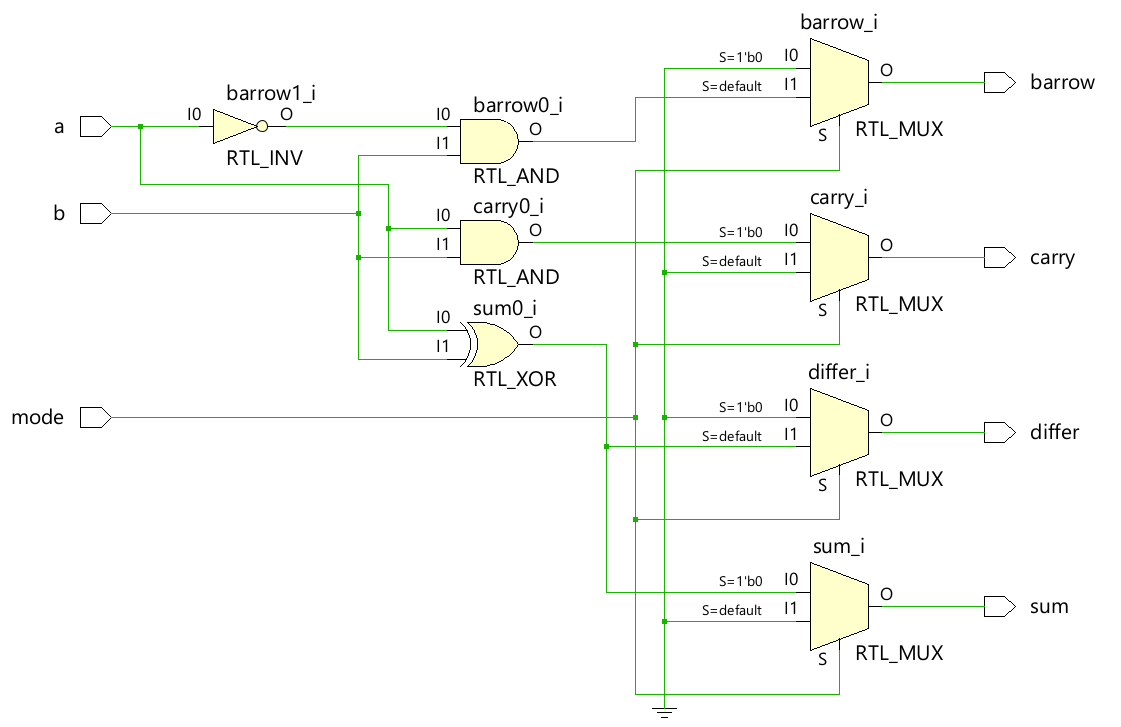 barrow_i
S=1'b0
I0
O
S=default
I1
barrow
S
RTL_MUX
barrow1_i
a
I0
O
RTL_INV
barrow0_i
I0
O
I1
RTL_AND
b
carry0_i
I0
O
I1
RTL_AND
carry_i
S=1'b0
I0
O
S=default
I1
carry
S
RTL_MUX
sum0_i
I0
O
I1
RTL_XOR
mode
differ_i
S=1'b0
I0
O
S=default
I1
differ
S
RTL_MUX
sum_i
S=1'b0
I0
O
S=default
I1
sum
S
RTL_MUX